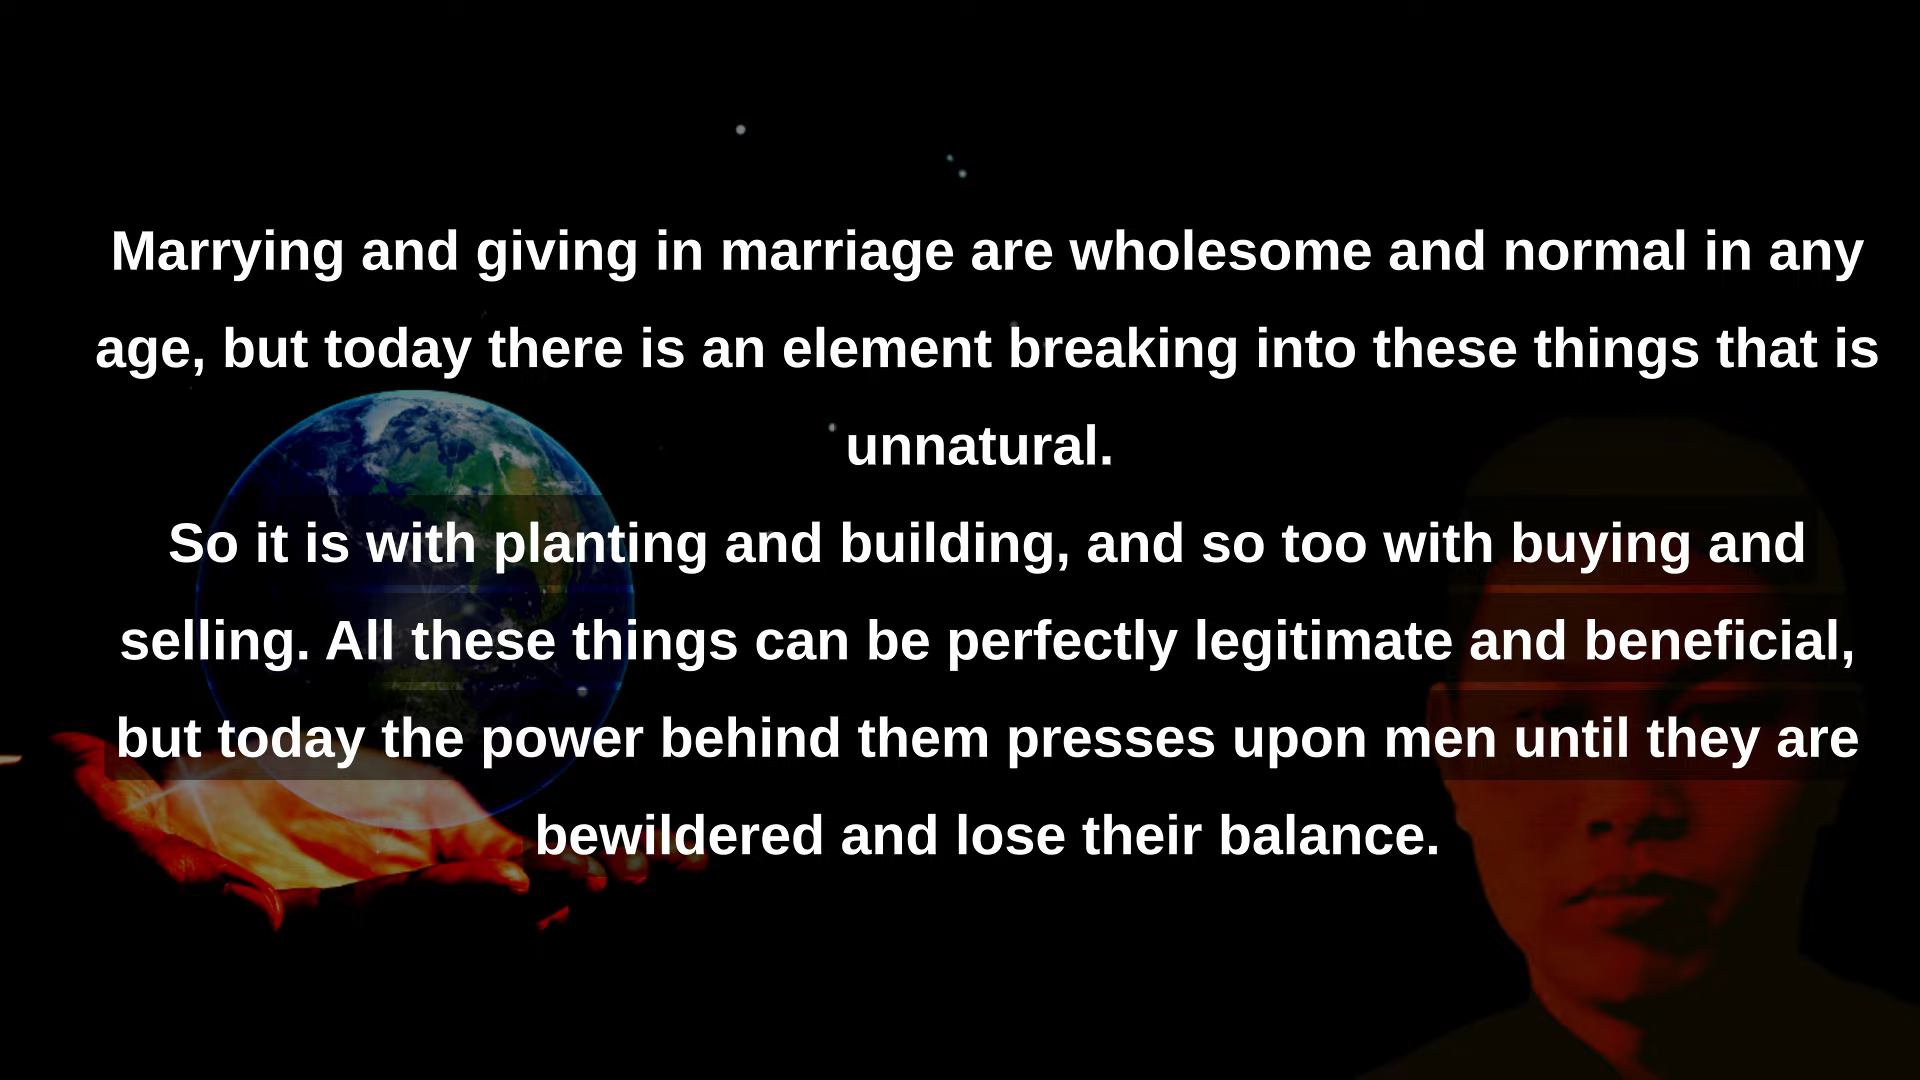 Marrying and giving in marriage are wholesome and normal in any
age, but today there is an element breaking into these things that is
unnatural.
So it is with planting and building, and so too with buying and
selling. All these things can be perfectly legitimate and beneficial,
but today the power behind them presses upon men until they are
bewildered and lose their balance.